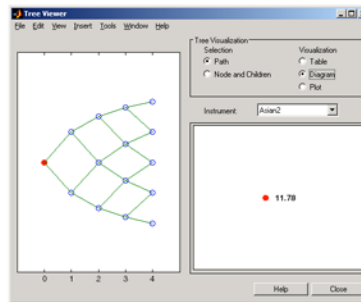 Tree Viewer
File Edit View Insert Tools Window Help
Tree Visualization
Selection
Visualization
Path
Table
Node and Children
Diagram
Plot
Instrument:
Asian2
11.78
0 1 2 3 4
Help
Close